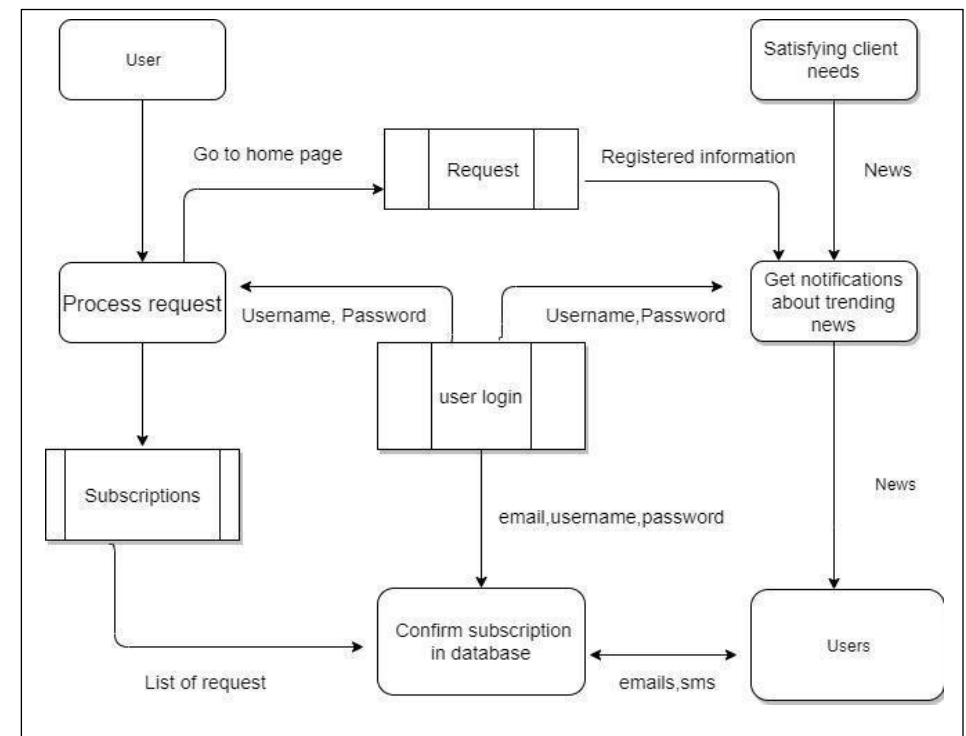 User
Satisfying client
needs
Go to home page
Request
Registered information
News
Process request
Get notifications
about trending
news
Username, Password
Username,Password
user login
Subscriptions
News
email,username,password
Confirm subscription
in database
Users
List of request
emails,sms